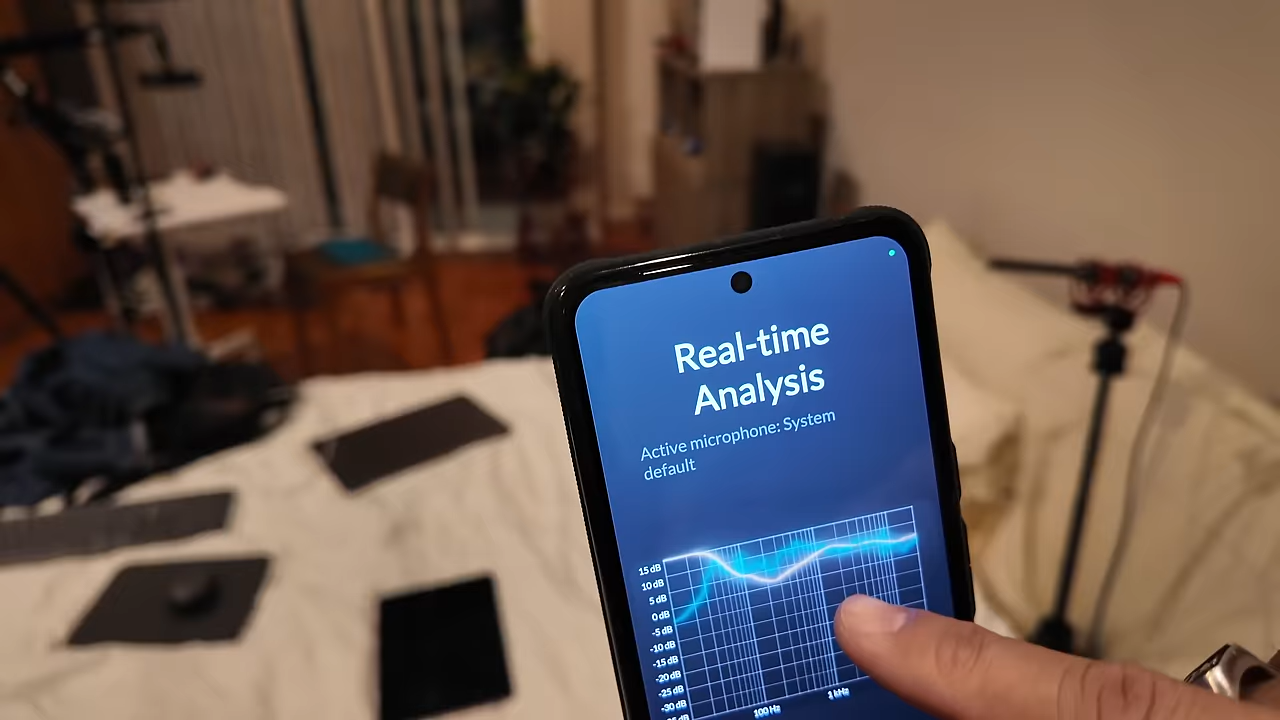 Real-time
Analysis
Active microphone: System
default
15 dB
10 dB
5 dB
0 dB
-5 dB
-10 dB
-15 dB
-20 dB
-25 dB
-30 dB
100 Hz
1 kHz